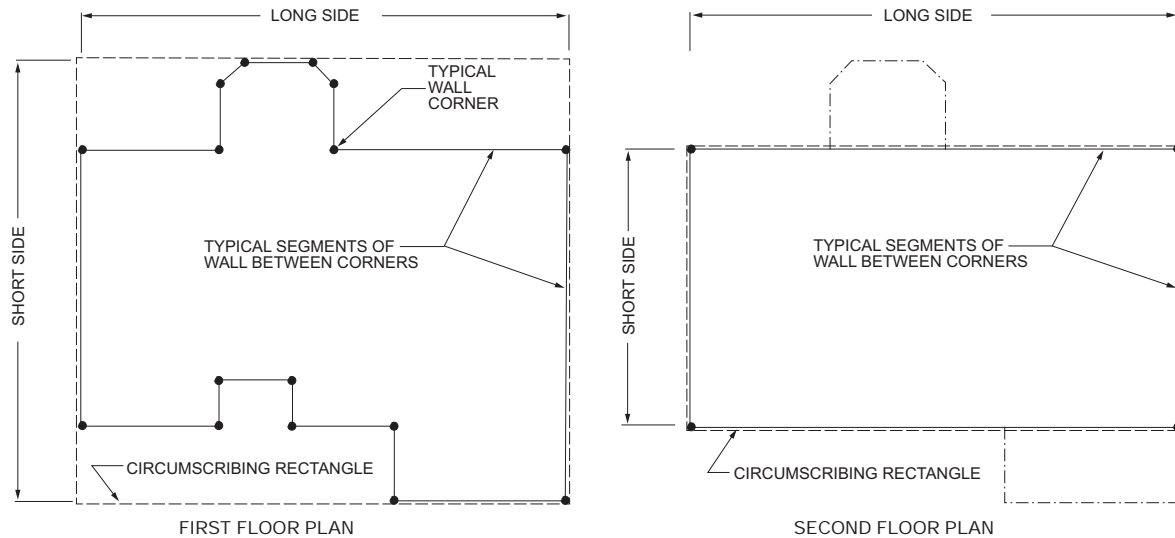 LONG SIDE
SHORT SIDE
TYPICAL
WALL
CORNER
TYPICAL SEGMENTS OF
WALL BETWEEN CORNERS
CIRCUMSCRIBING RECTANGLE
FIRST FLOOR PLAN
LONG SIDE
SHORT SIDE
TYPICAL SEGMENTS OF
WALL BETWEEN CORNERS
CIRCUMSCRIBING RECTANGLE
SECOND FLOOR PLAN